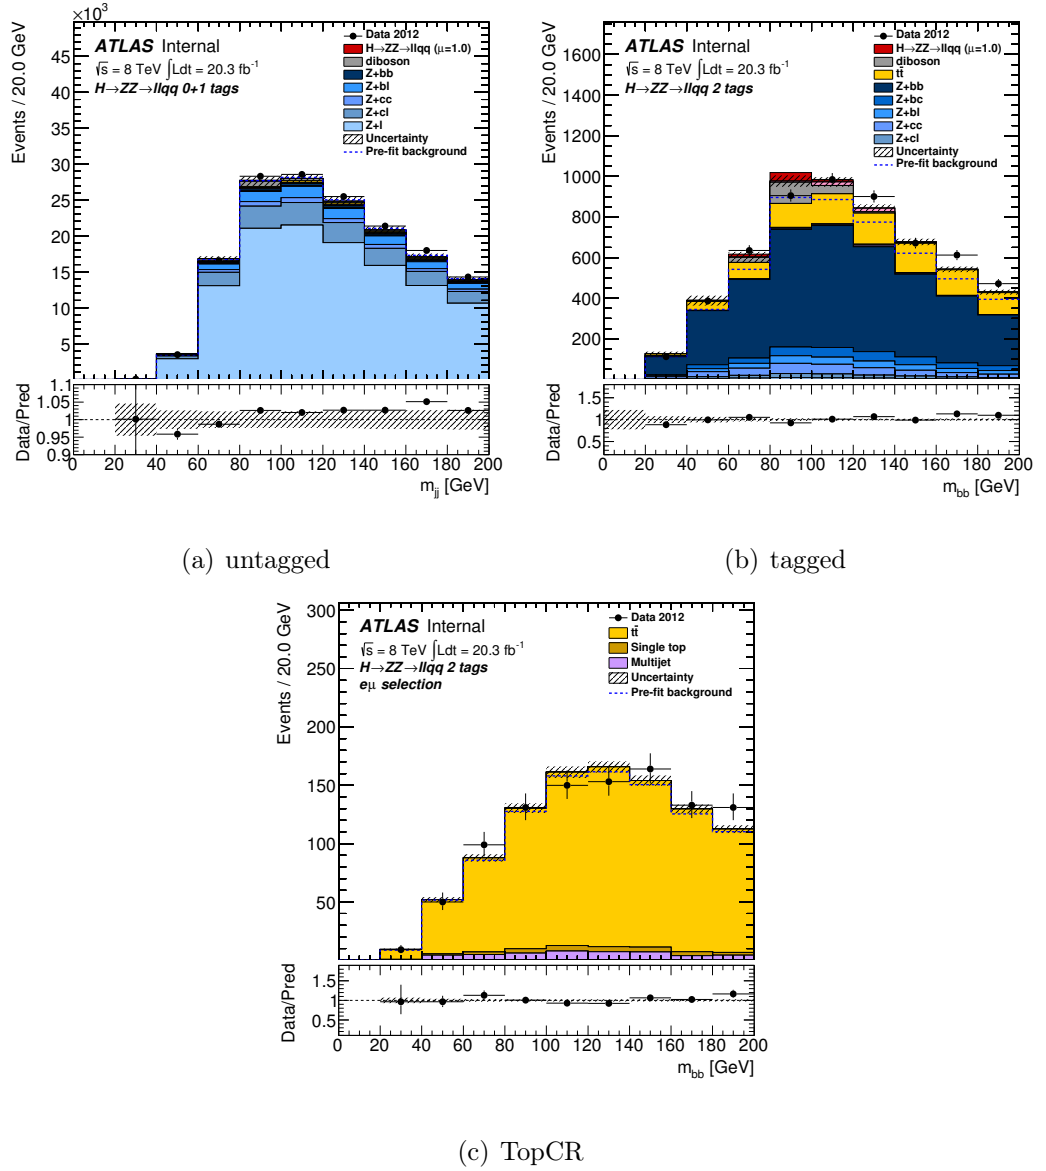 ×10³
Events / 20.0 GeV
45
40
35
30
25
20
15
10
5
ATLAS Internal
√s = 8 TeV ∫Ldt = 20.3 fb⁻¹
H→ZZ→llqq 0+1 tags
Data 2012
H→ZZ→llqq (μ=1.0)
diboson
Z+bb
Z+bl
Z+cc
Z+cl
Z+l
Uncertainty
Pre-fit background
Data/Pred
1.1
1.05
1
0.95
0.9
0 20 40 60 80 100 120 140 160 180 200
m_jj [GeV]
(a) untagged
Events / 20.0 GeV
1600
1400
1200
1000
800
600
400
200
ATLAS Internal
√s = 8 TeV ∫Ldt = 20.3 fb⁻¹
H→ZZ→llqq 2 tags
Data 2012
H→ZZ→llqq (μ=1.0)
diboson
tt̄
Z+bb
Z+bc
Z+bl
Z+cc
Z+cl
Uncertainty
Pre-fit background
Data/Pred
1.5
1
0.5
0 20 40 60 80 100 120 140 160 180 200
m_bb [GeV]
(b) tagged
Events / 20.0 GeV
300
250
200
150
100
50
ATLAS Internal
√s = 8 TeV ∫Ldt = 20.3 fb⁻¹
H→ZZ→llqq 2 tags
eμ selection
Data 2012
tt̄
Single top
Multijet
Uncertainty
Pre-fit background
Data/Pred
1.5
1
0.5
0 20 40 60 80 100 120 140 160 180 200
m_bb [GeV]
(c) TopCR